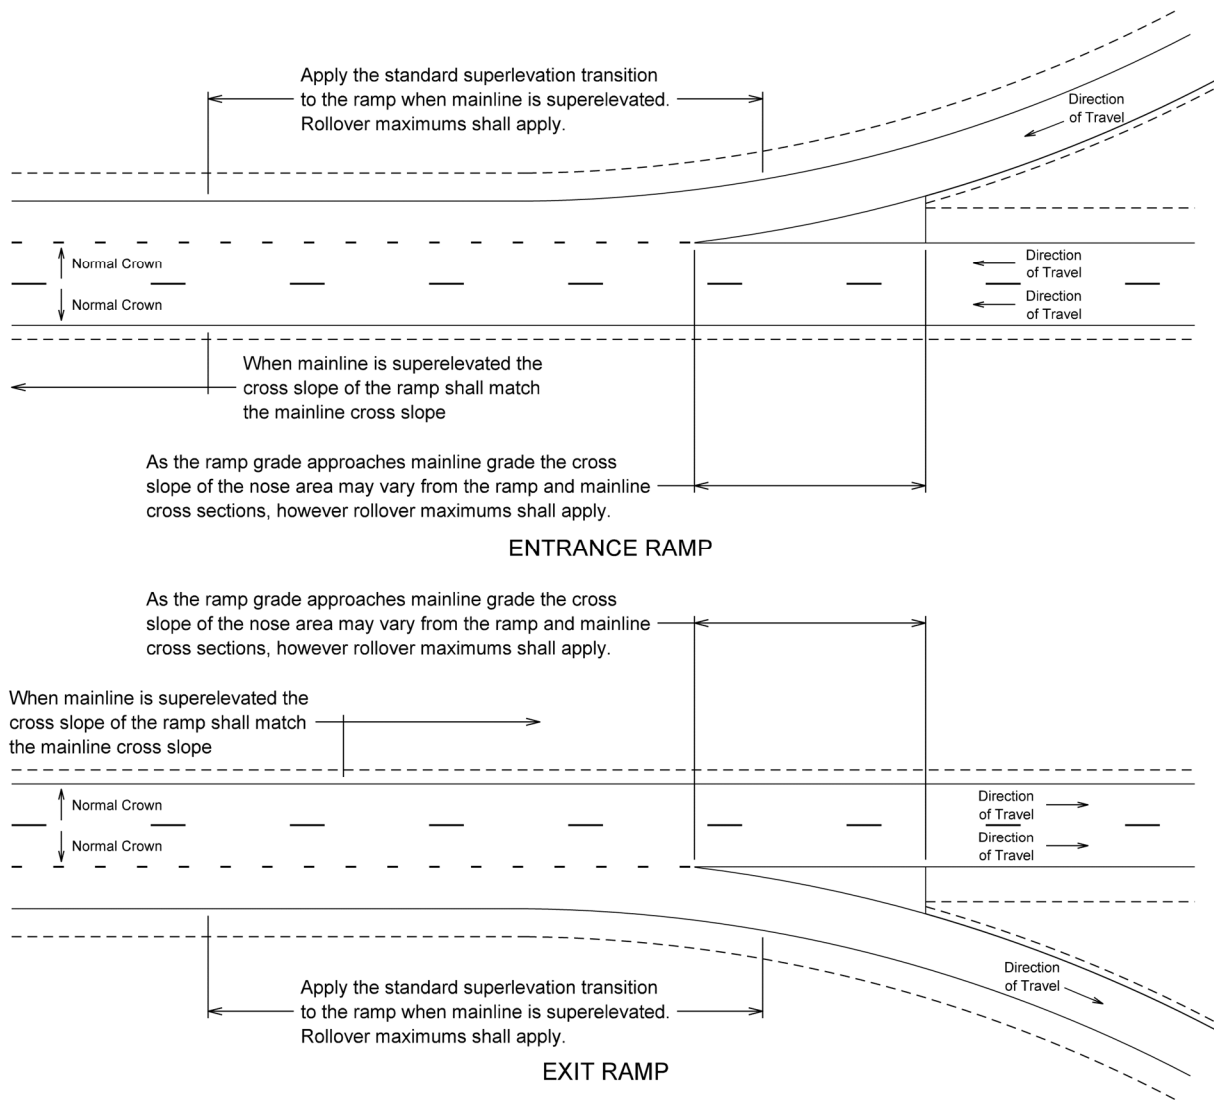 Apply the standard superlevation transition
to the ramp when mainline is superelevated.
Rollover maximums shall apply.
Direction
of Travel
Normal Crown
Normal Crown
Direction
of Travel
Direction
of Travel
When mainline is superelevated the
cross slope of the ramp shall match
the mainline cross slope
As the ramp grade approaches mainline grade the cross
slope of the nose area may vary from the ramp and mainline
cross sections, however rollover maximums shall apply.
ENTRANCE RAMP
As the ramp grade approaches mainline grade the cross
slope of the nose area may vary from the ramp and mainline
cross sections, however rollover maximums shall apply.
When mainline is superelevated the
cross slope of the ramp shall match
the mainline cross slope
Normal Crown
Normal Crown
Direction
of Travel
Direction
of Travel
Direction
of Travel
Apply the standard superlevation transition
to the ramp when mainline is superelevated.
Rollover maximums shall apply.
EXIT RAMP